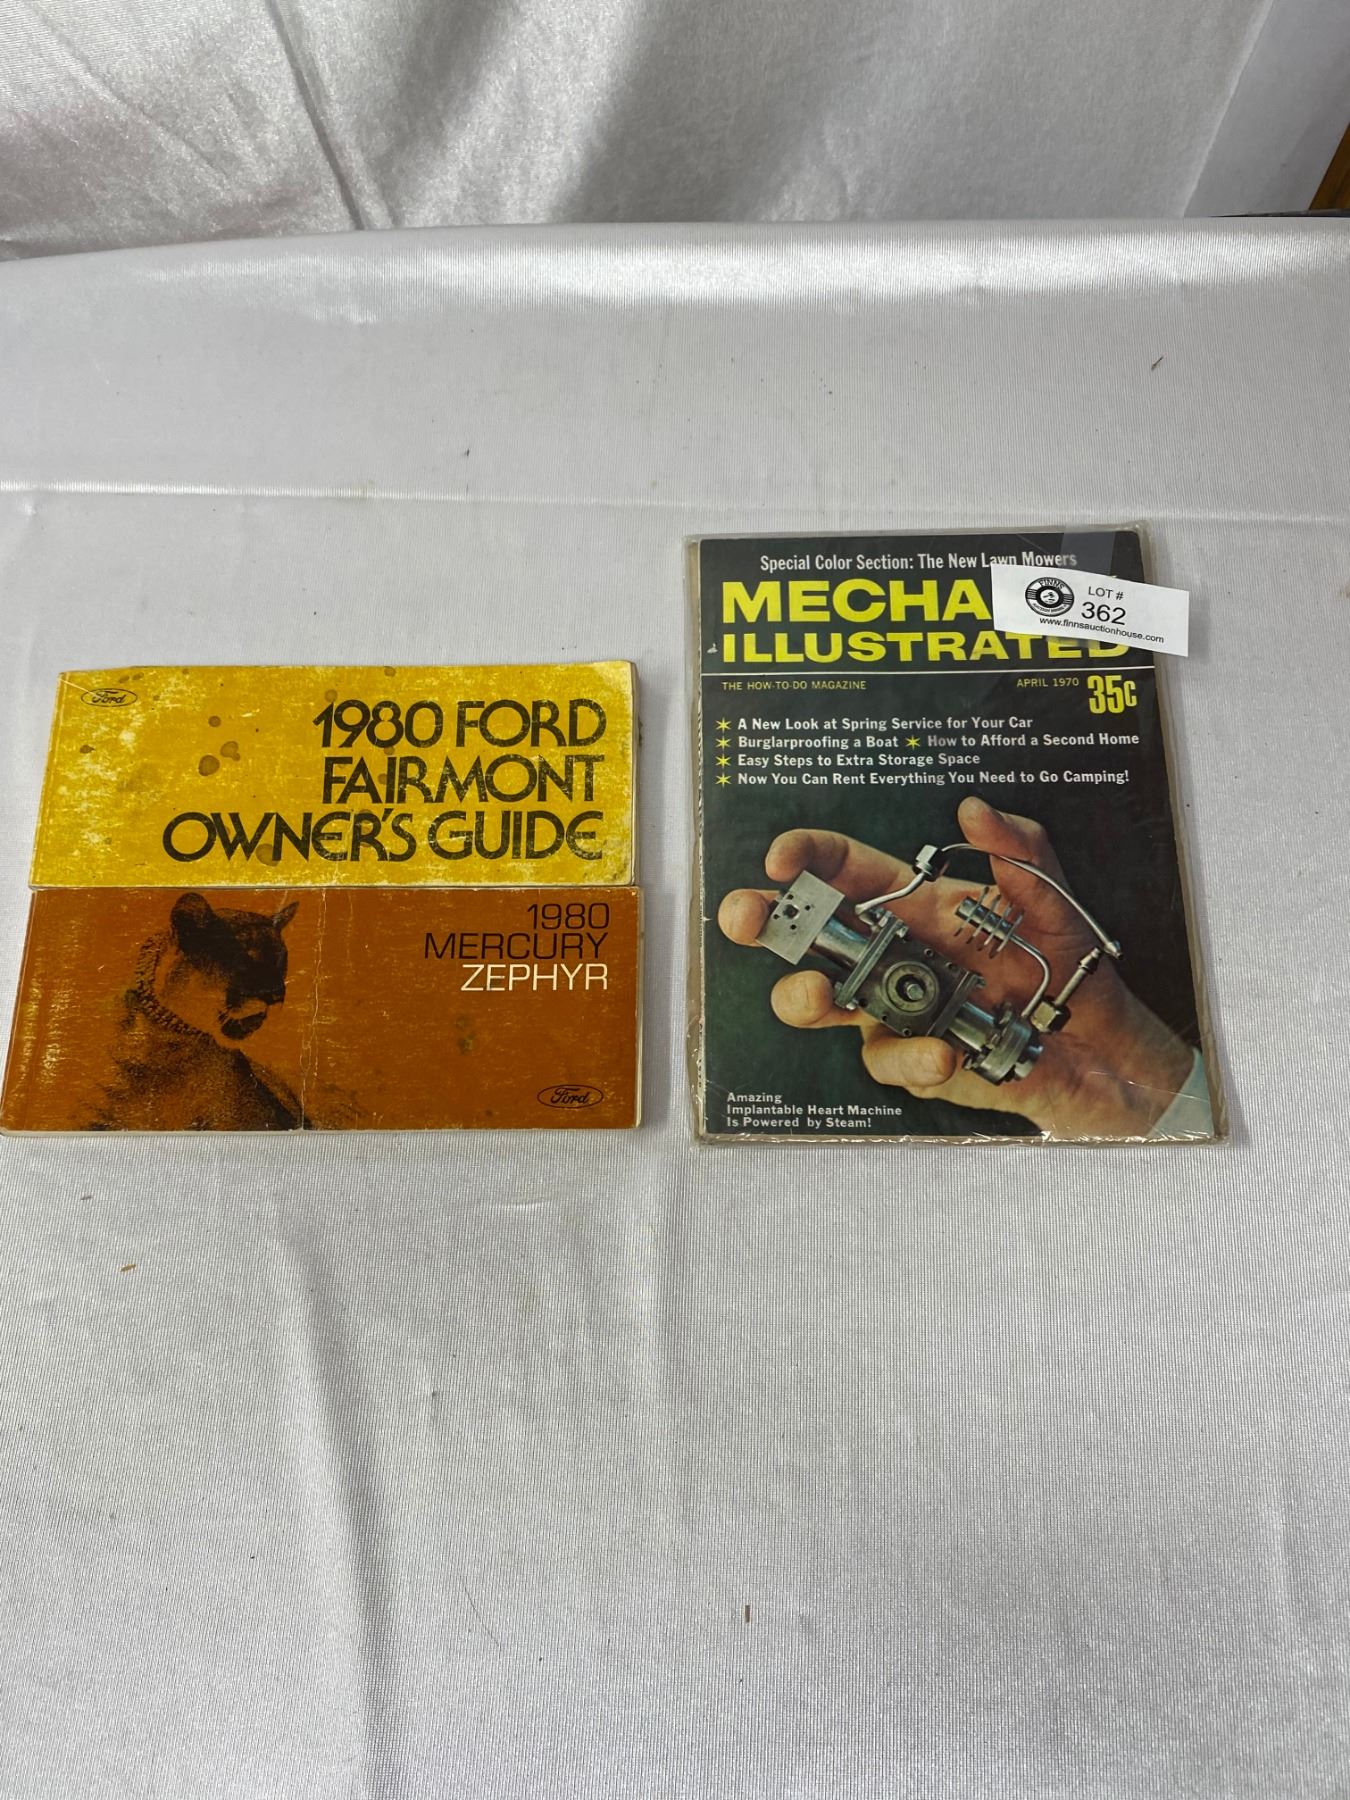 Ford
1980 FORD
FAIRMONT
OWNER'S GUIDE
1980
MERCURY
ZEPHYR
Ford
Special Color Section: The New Lawn Mowers
MECHA
ILLUSTRATED
LOT #
362
www.finnsauctionhouse.com
FINNS
THE HOW-TO-DO MAGAZINE
APRIL 1970
35c
A New Look at Spring Service for Your Car
Burglarproofing a Boat ✶ How to Afford a Second Home
Easy Steps to Extra Storage Space
Now You Can Rent Everything You Need to Go Camping!
Amazing
Implantable Heart Machine
Is Powered by Steam!